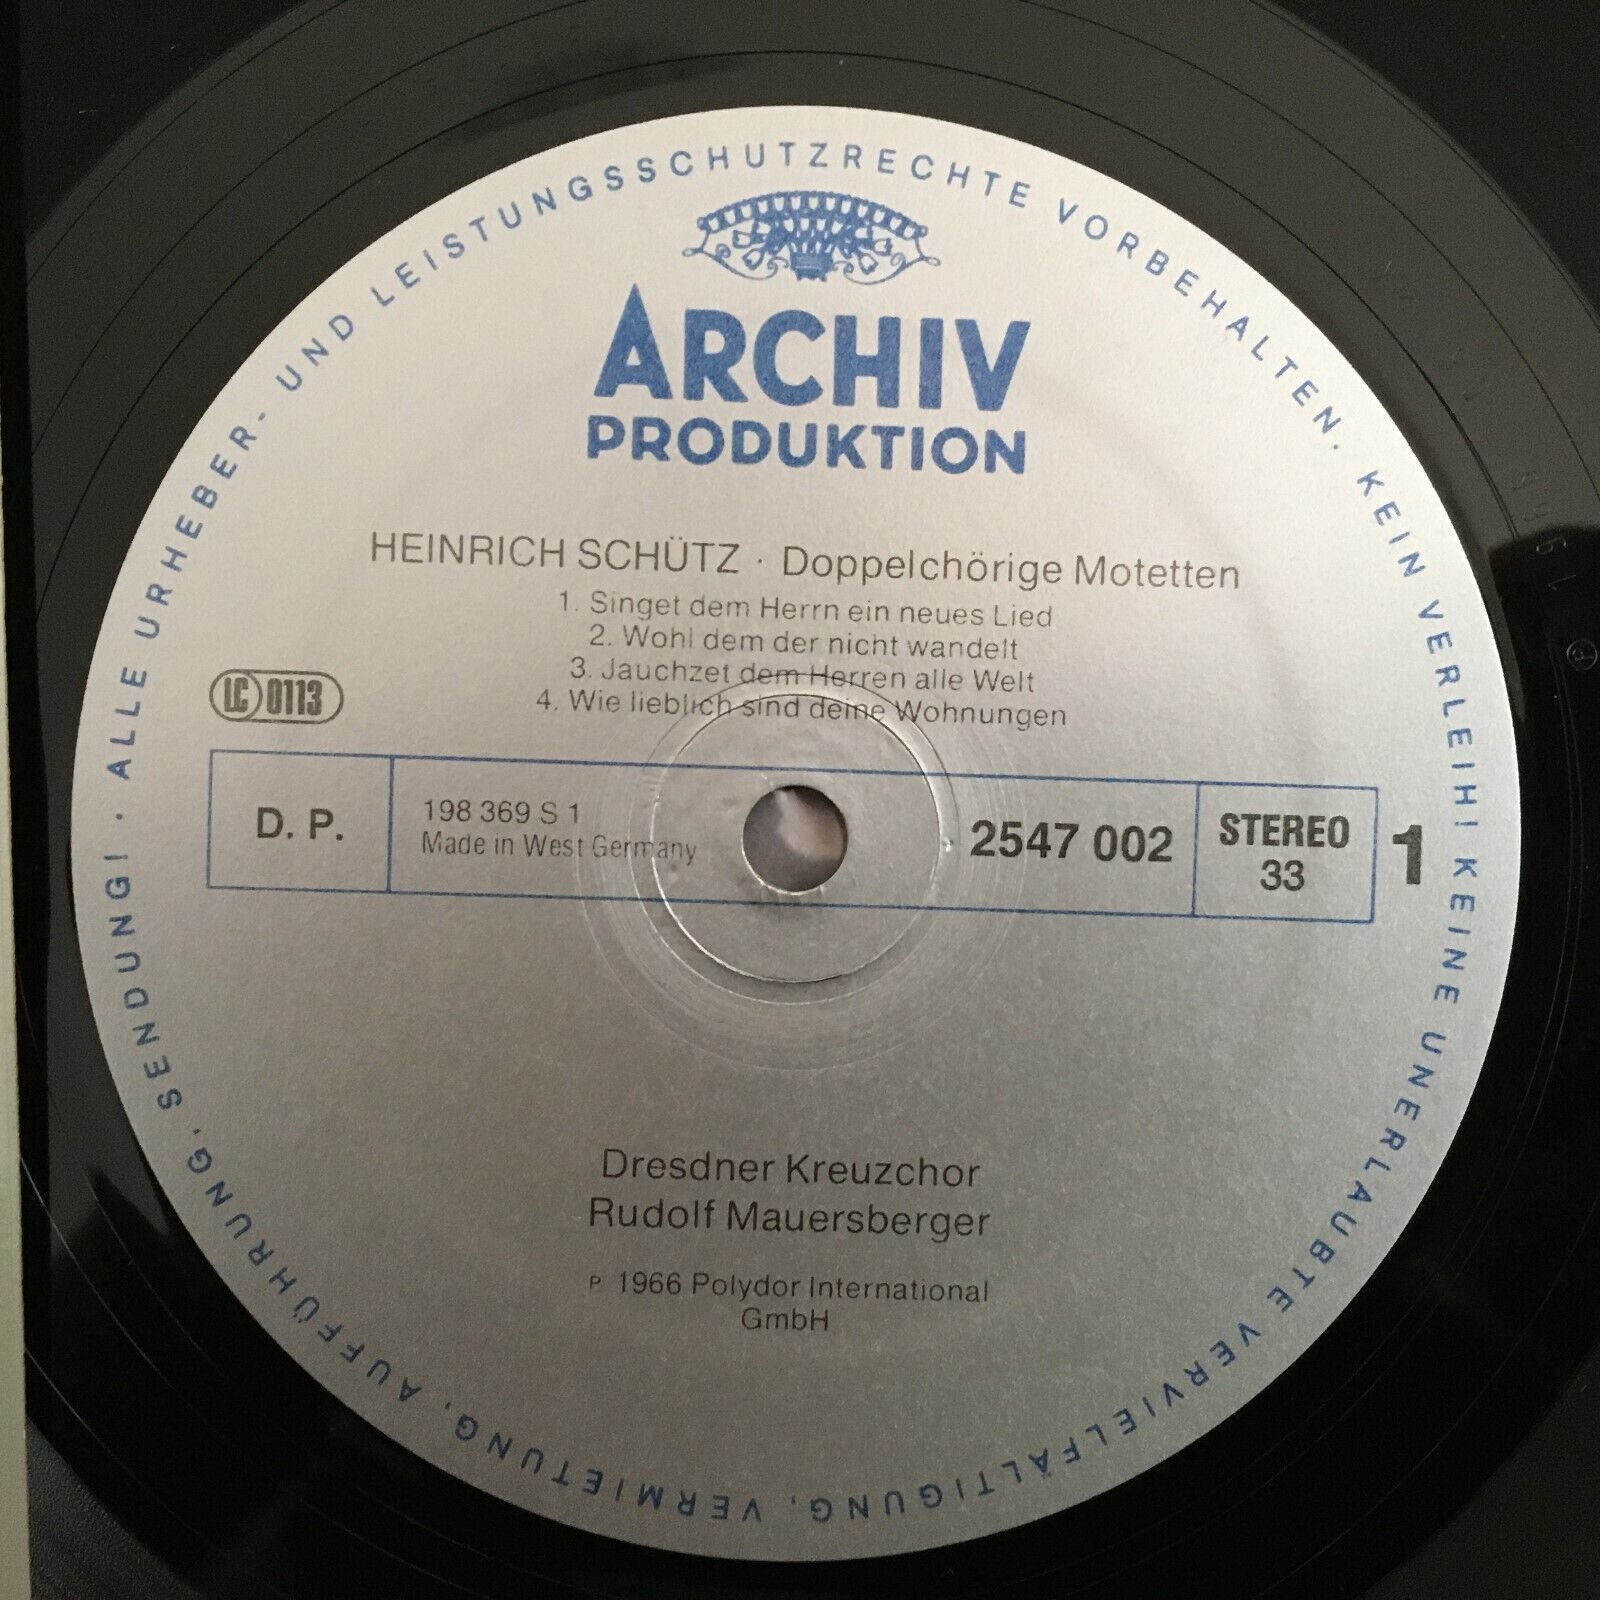 ALLE URHEBER- UND LEISTUNGSSCHUTZRECHTE VORBEHALTEN. KEIN VERLEIH! KEINE UNERLAUBTE VERVIELFÄLTIGUNG, VERMIETUNG, AUFFÜHRUNG, SENDUNG! ·
ARCHIV
PRODUKTION
HEINRICH SCHÜTZ · Doppelchörige Motetten
1. Singet dem Herrn ein neues Lied
2. Wohl dem der nicht wandelt
3. Jauchzet dem Herren alle Welt
4. Wie lieblich sind deine Wohnungen
LC 0113
D. P.
198 369 S 1
Made in West Germany
2547 002
STEREO
33
1
Dresdner Kreuzchor
Rudolf Mauersberger
P 1966 Polydor International
GmbH
℗ 1966